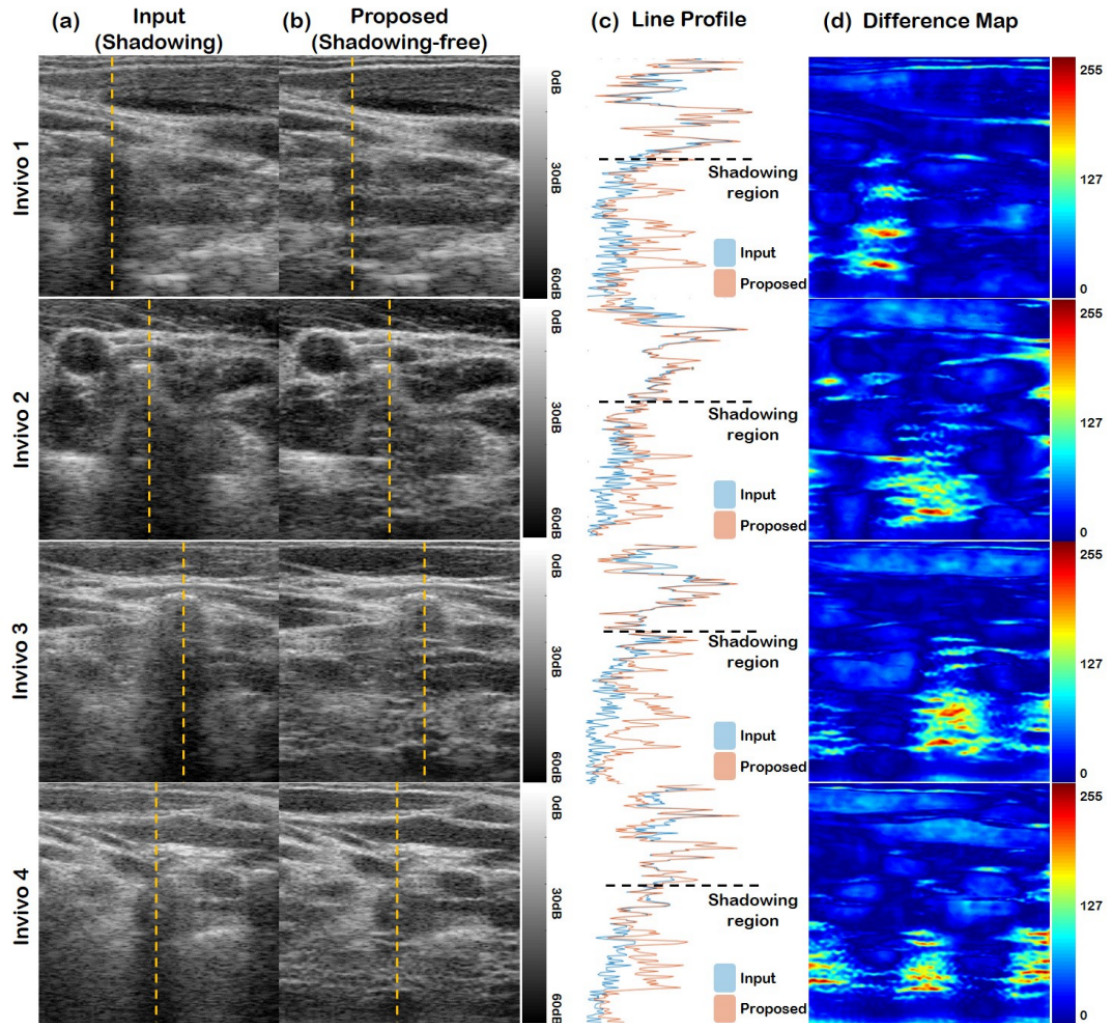 (a) Input (b) Proposed (c) Line Profile (d) Difference Map
(Shadowing) (Shadowing-free)
Invivo 1
0dB
30dB
60dB
Shadowing
region
Input
Proposed
255
127
0
Invivo 2
0dB
30dB
60dB
Shadowing
region
Input
Proposed
255
127
0
Invivo 3
0dB
30dB
60dB
Shadowing
region
Input
Proposed
255
127
0
Invivo 4
0dB
30dB
60dB
Shadowing
region
Input
Proposed
255
127
0